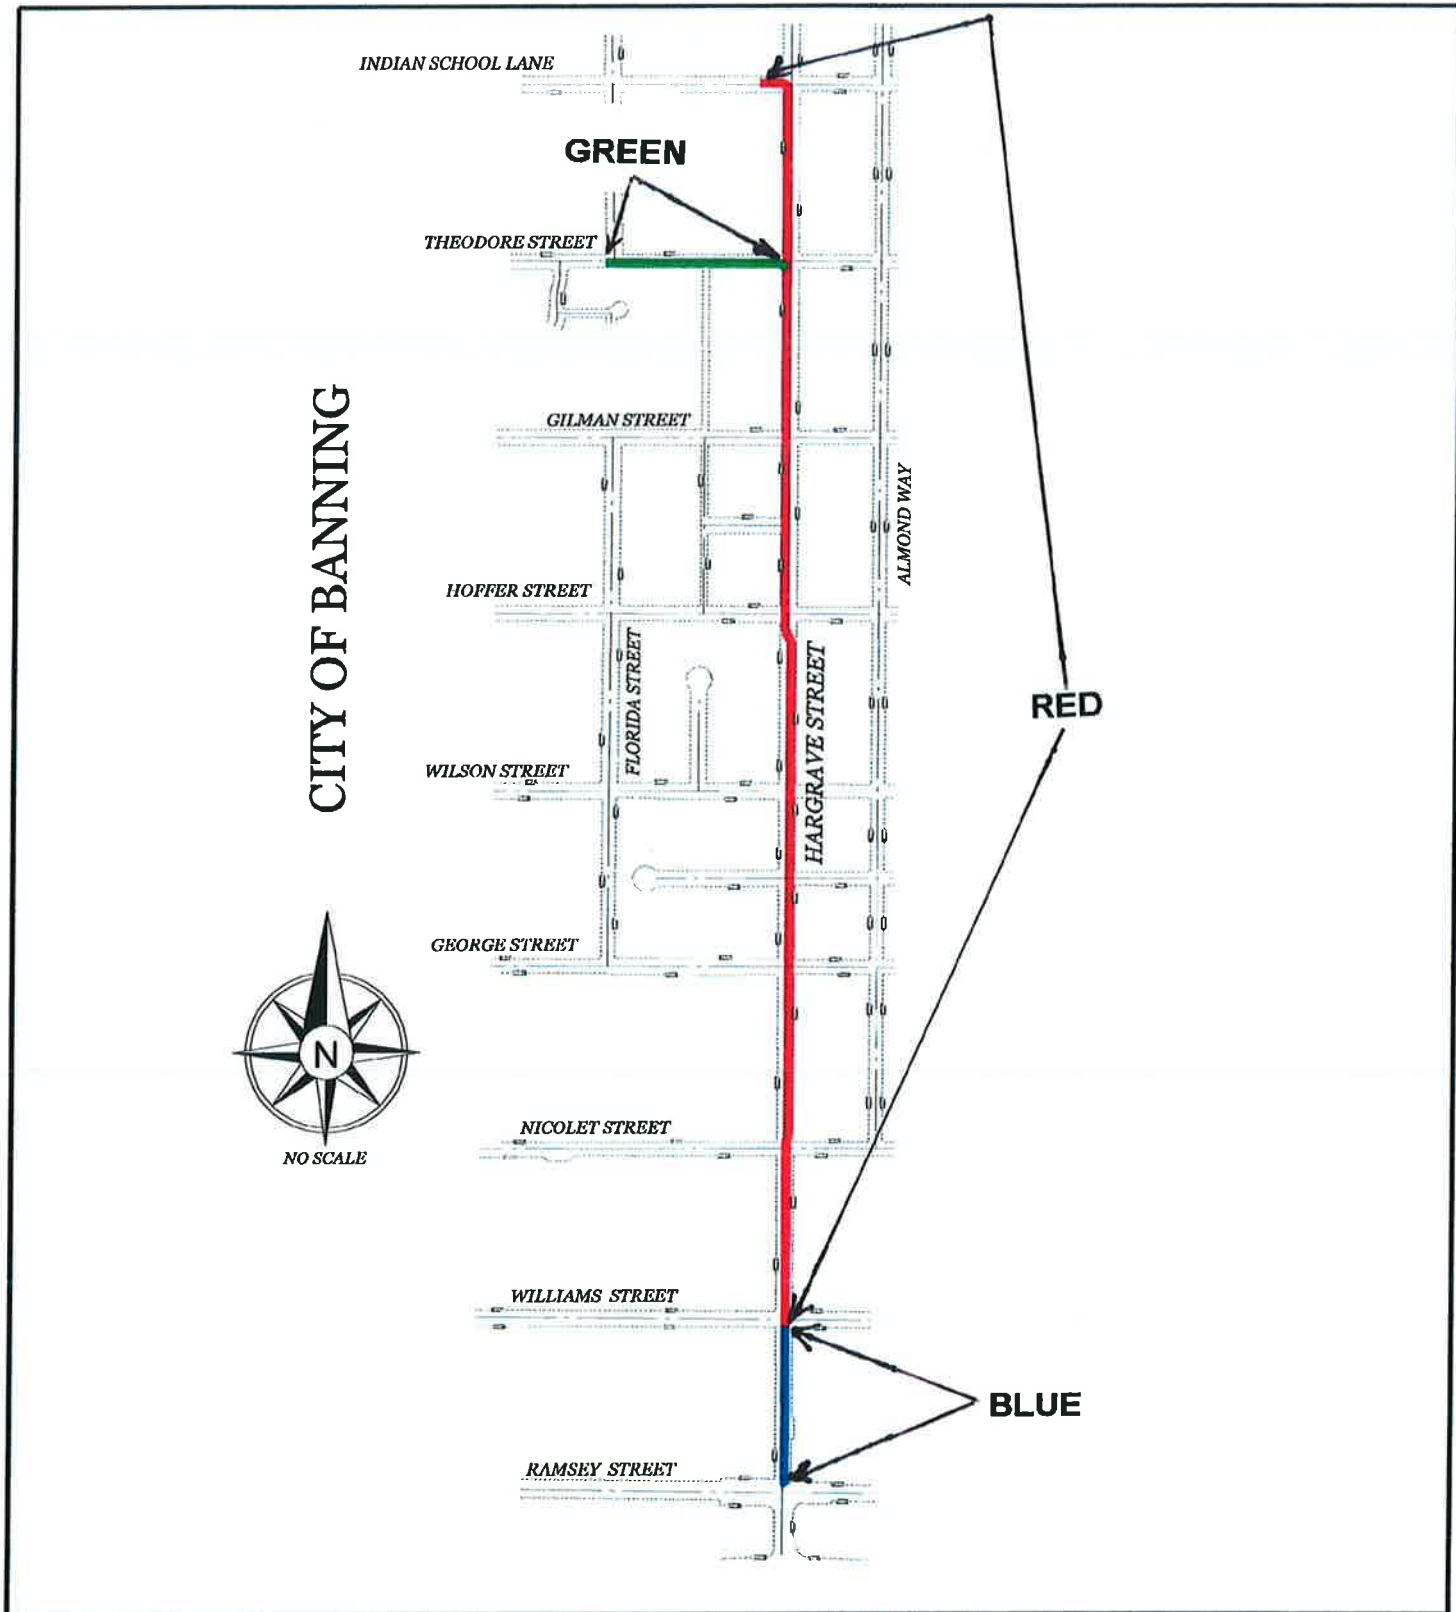 INDIAN SCHOOL LANE
GREEN
THEODORE STREET
CITY OF BANNING
GILMAN STREET
ALMOND WAY
HOFFER STREET
FLORIDA STREET
HARGRAVE STREET
RED
WILSON STREET
GEORGE STREET
N
NO SCALE
NICOLET STREET
WILLIAMS STREET
BLUE
RAMSEY STREET